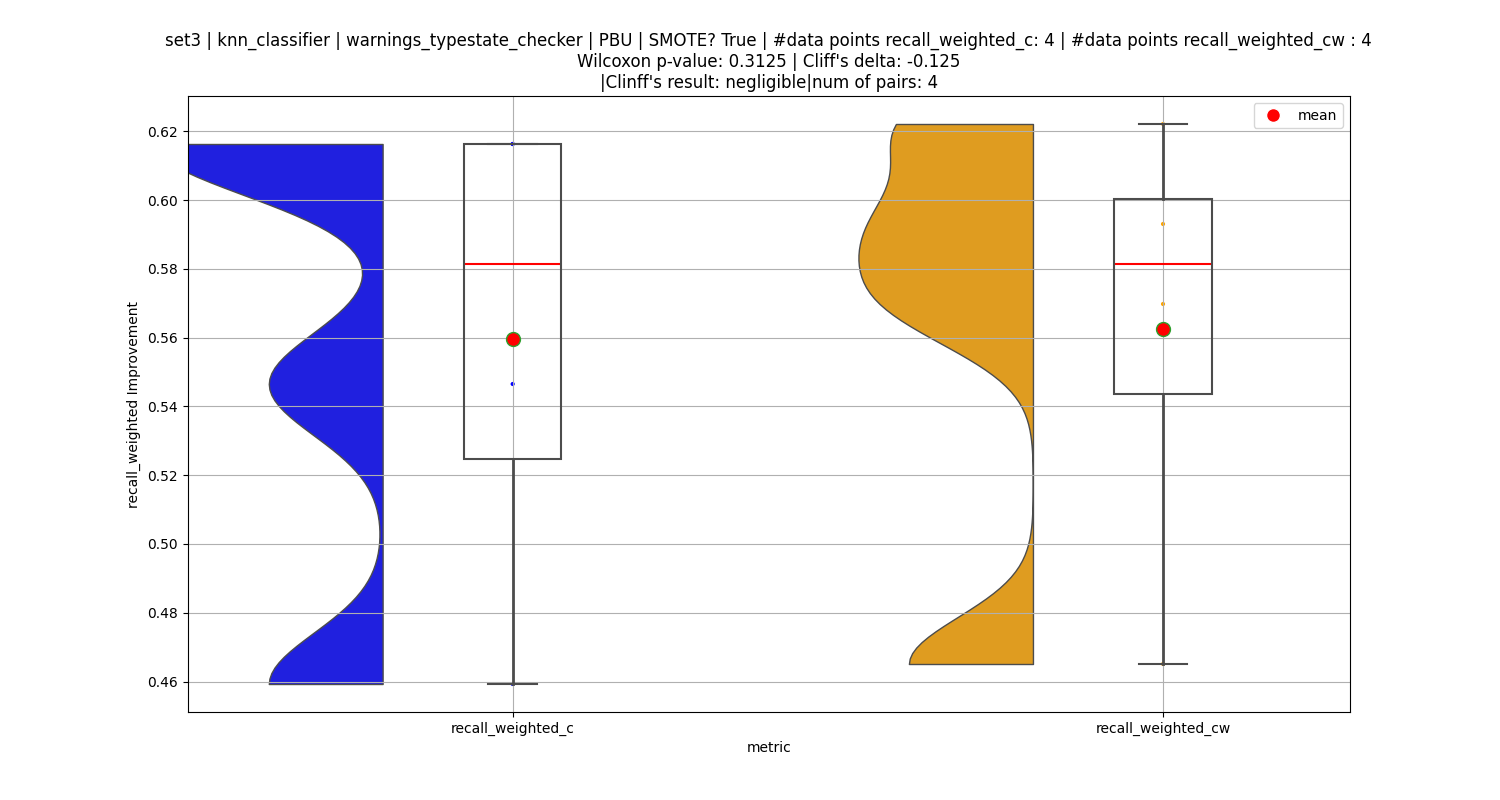 set3 | knn_classifier | warnings_typestate_checker | PBU | SMOTE? True | #data points recall_weighted_c: 4 | #data points recall_weighted_cw : 4
Wilcoxon p-value: 0.3125 | Cliff's delta: -0.125
|Clinff's result: negligible|num of pairs: 4
mean
0.62
0.60
0.58
0.56
0.54
0.52
0.50
0.48
0.46
recall_weighted Improvement
recall_weighted_c
recall_weighted_cw
metric